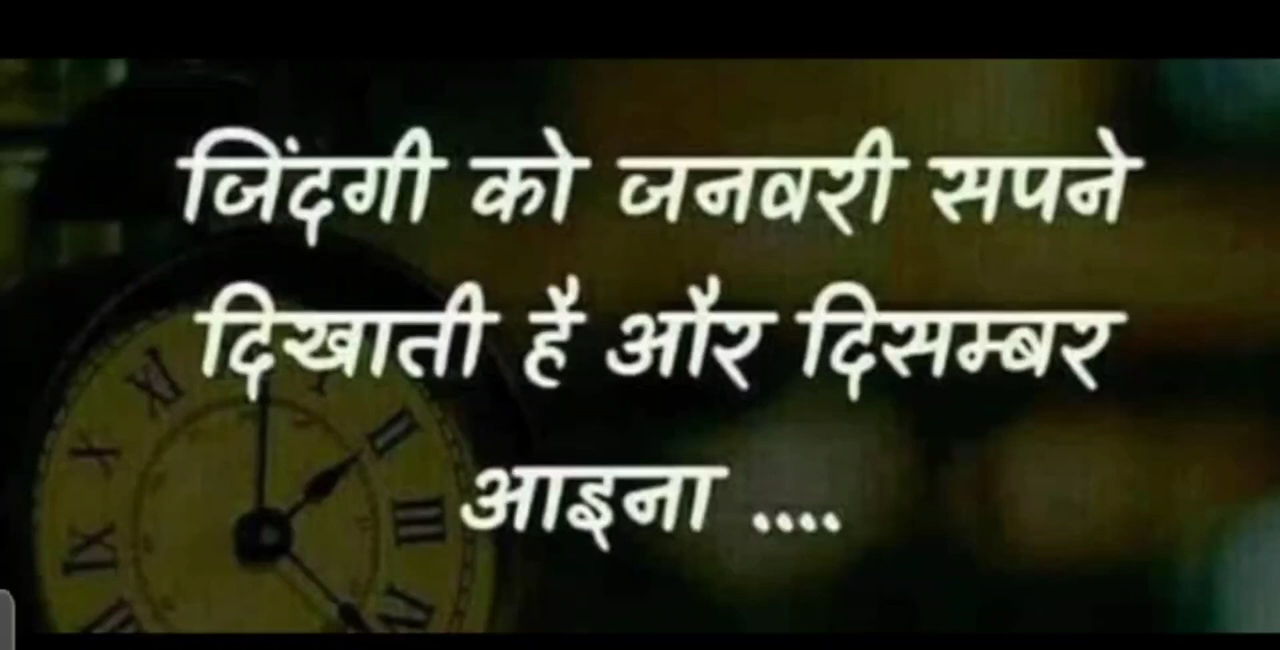 जिंदगी को जनवरी सपने
दिखाती है और दिसम्बर
आइना ....